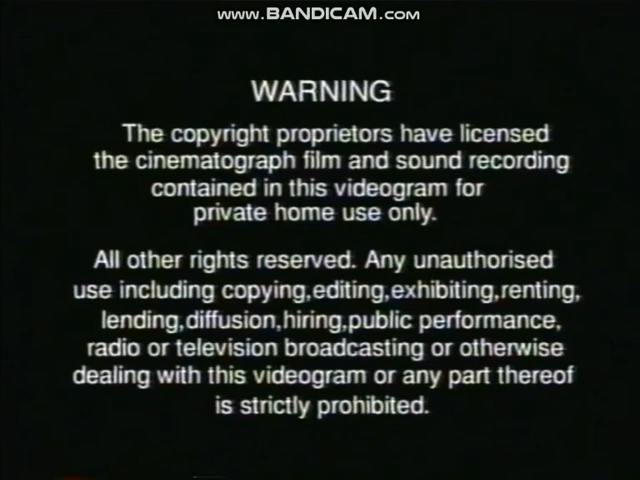 www.BANDICAM.com
WARNING
The copyright proprietors have licensed
the cinematograph film and sound recording
contained in this videogram for
private home use only.
All other rights reserved. Any unauthorised
use including copying,editing,exhibiting,renting,
lending,diffusion,hiring,public performance,
radio or television broadcasting or otherwise
dealing with this videogram or any part thereof
is strictly prohibited.